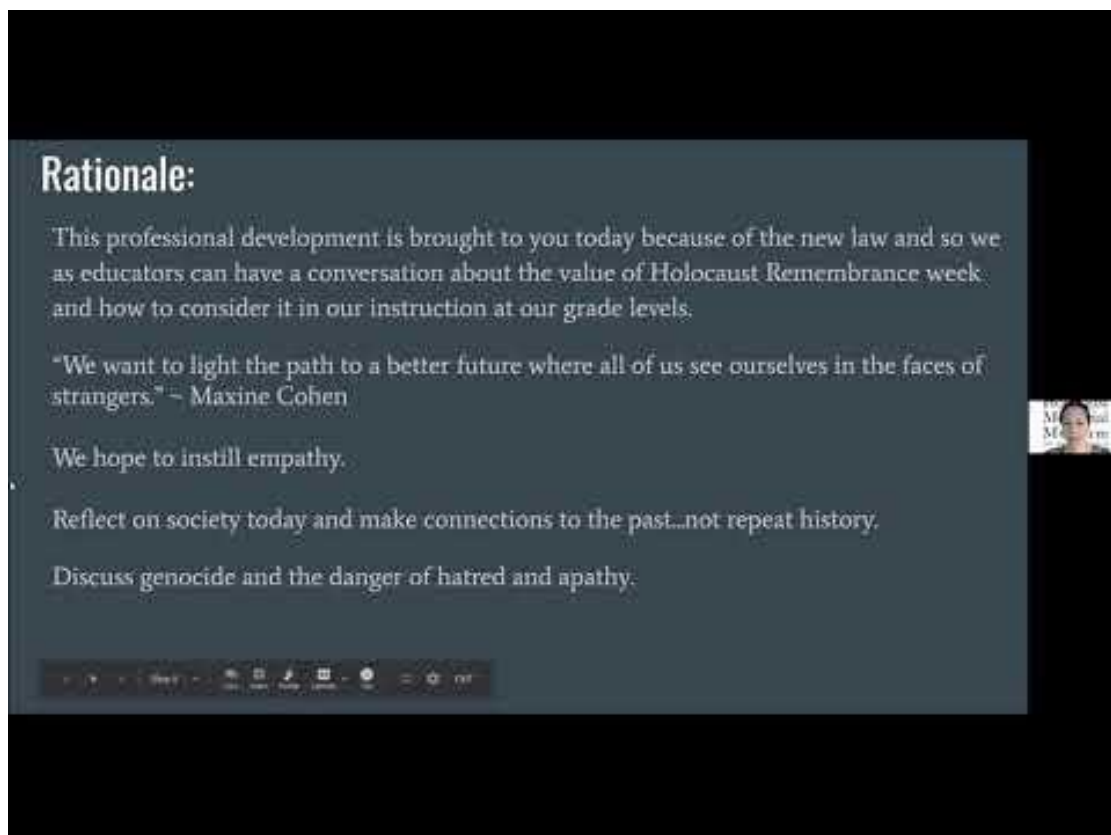 Rationale:
This professional development is brought to you today because of the new law and so we
as educators can have a conversation about the value of Holocaust Remembrance week
and how to consider it in our instruction at our grade levels.
“We want to light the path to a better future where all of us see ourselves in the faces of
strangers.” ~ Maxine Cohen
We hope to instill empathy.
Reflect on society today and make connections to the past...not repeat history.
Discuss genocide and the danger of hatred and apathy.